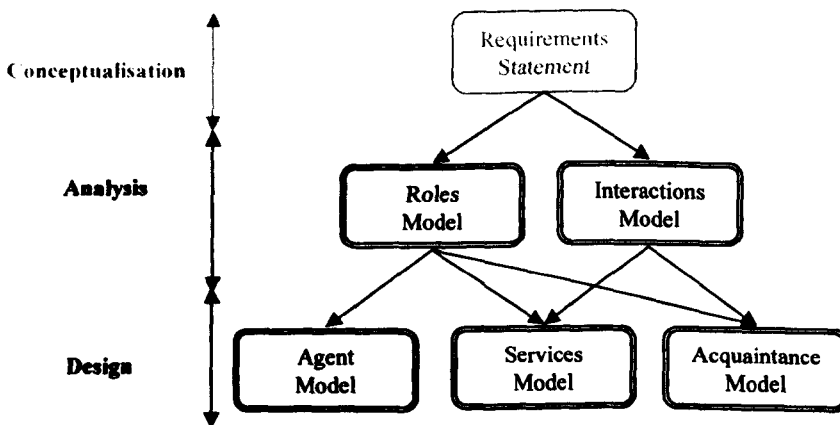 Requirements
Statement
Conceptualisation
Analysis
Roles
Model
Interactions
Model
Design
Agent
Model
Services
Model
Acquaintance
Model